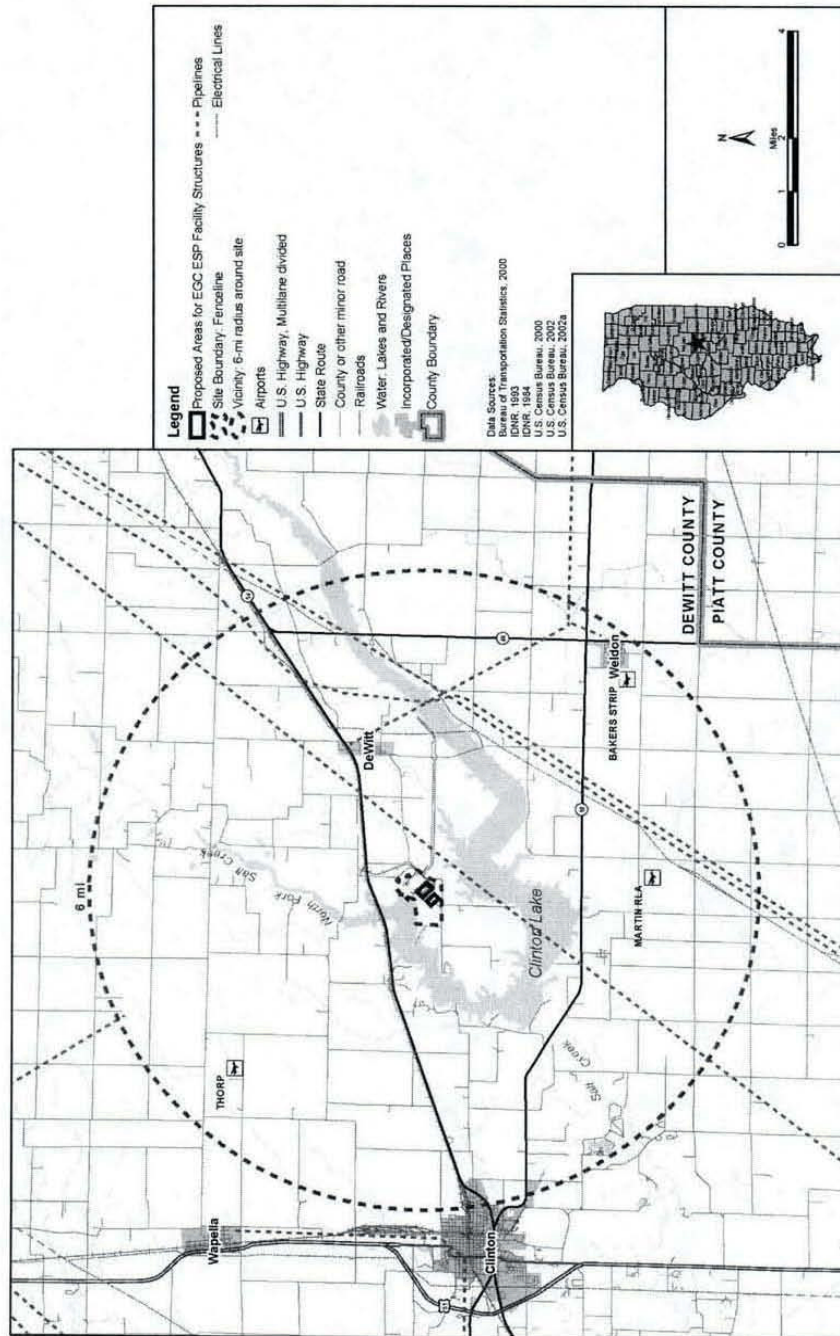 Legend
Proposed Areas for EGC ESP Facility Structures
Site Boundary: Fenceline
Vicinity: 6-mi radius around site
Airports
U.S. Highway, Multilane divided
U.S. Highway
State Route
County or other minor road
Railroads
Water: Lakes and Rivers
Incorporated/Designated Places
County Boundary
Pipelines
Electrical Lines
Data Sources:
Bureau of Transportation Statistics, 2000
IDNR, 1993
IDNR, 1984
U.S. Census Bureau, 2000
U.S. Census Bureau, 2002
U.S. Census Bureau, 2002a
N
Miles
0 1 2 4
6 mi
Wapella
THORP
North Fork
Salt Creek
DeWitt
54
48
Clinton
51
Clinton Lake
Salt Creek
10
MARTIN RLA
BAKERS STRIP
Weldon
DEWITT COUNTY
PIATT COUNTY